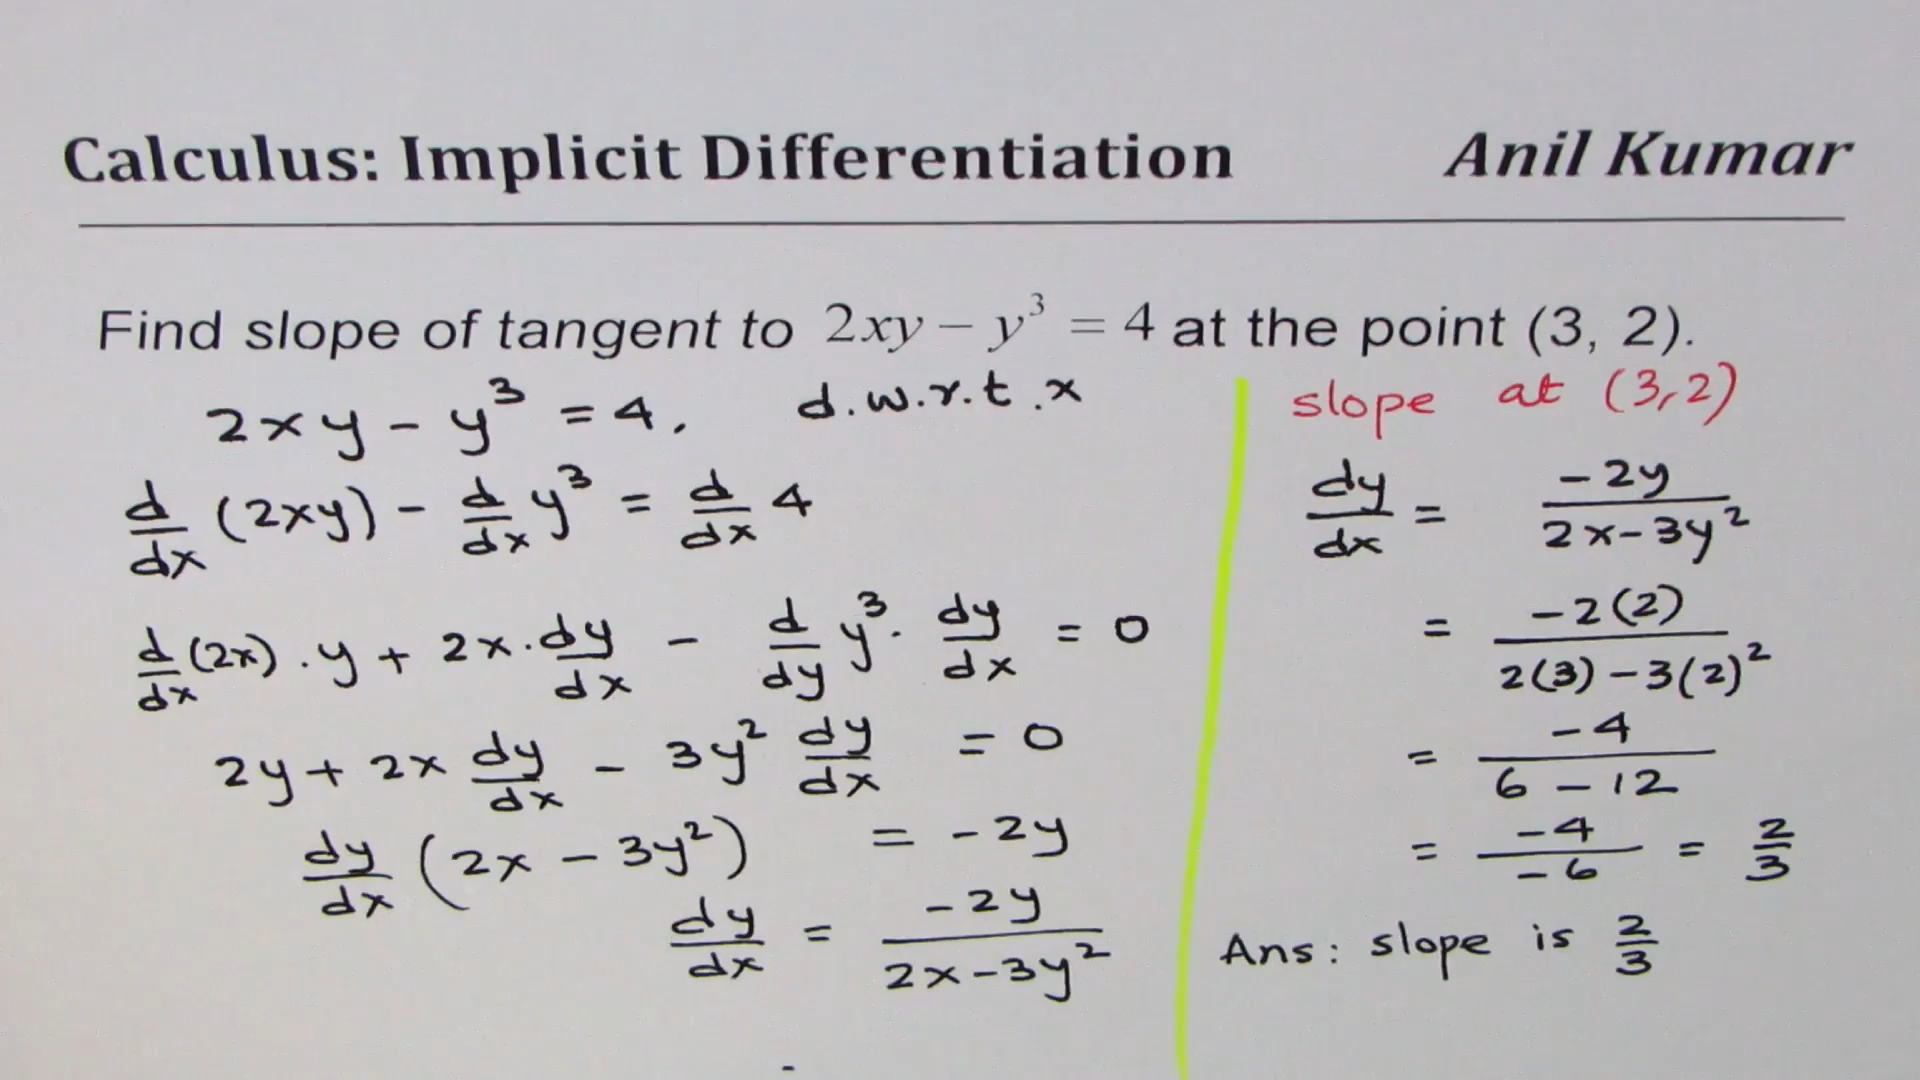 Calculus: Implicit Differentiation Anil Kumar
Find slope of tangent to 2xy − y³ = 4 at the point (3, 2).
2xy − y³ = 4, d.w.r.t.x
d/dx (2xy) − d/dx y³ = d/dx 4
d/dx (2x) . y + 2x . dy/dx − d/dy y³ . dy/dx = 0
2y + 2x dy/dx − 3y² dy/dx = 0
dy/dx (2x − 3y²) = −2y
dy/dx = −2y / 2x−3y²
slope at (3,2)
dy/dx = −2y / 2x−3y²
= −2(2) / 2(3)−3(2)²
= −4 / 6−12
= −4 / −6 = 2/3
Ans: slope is 2/3